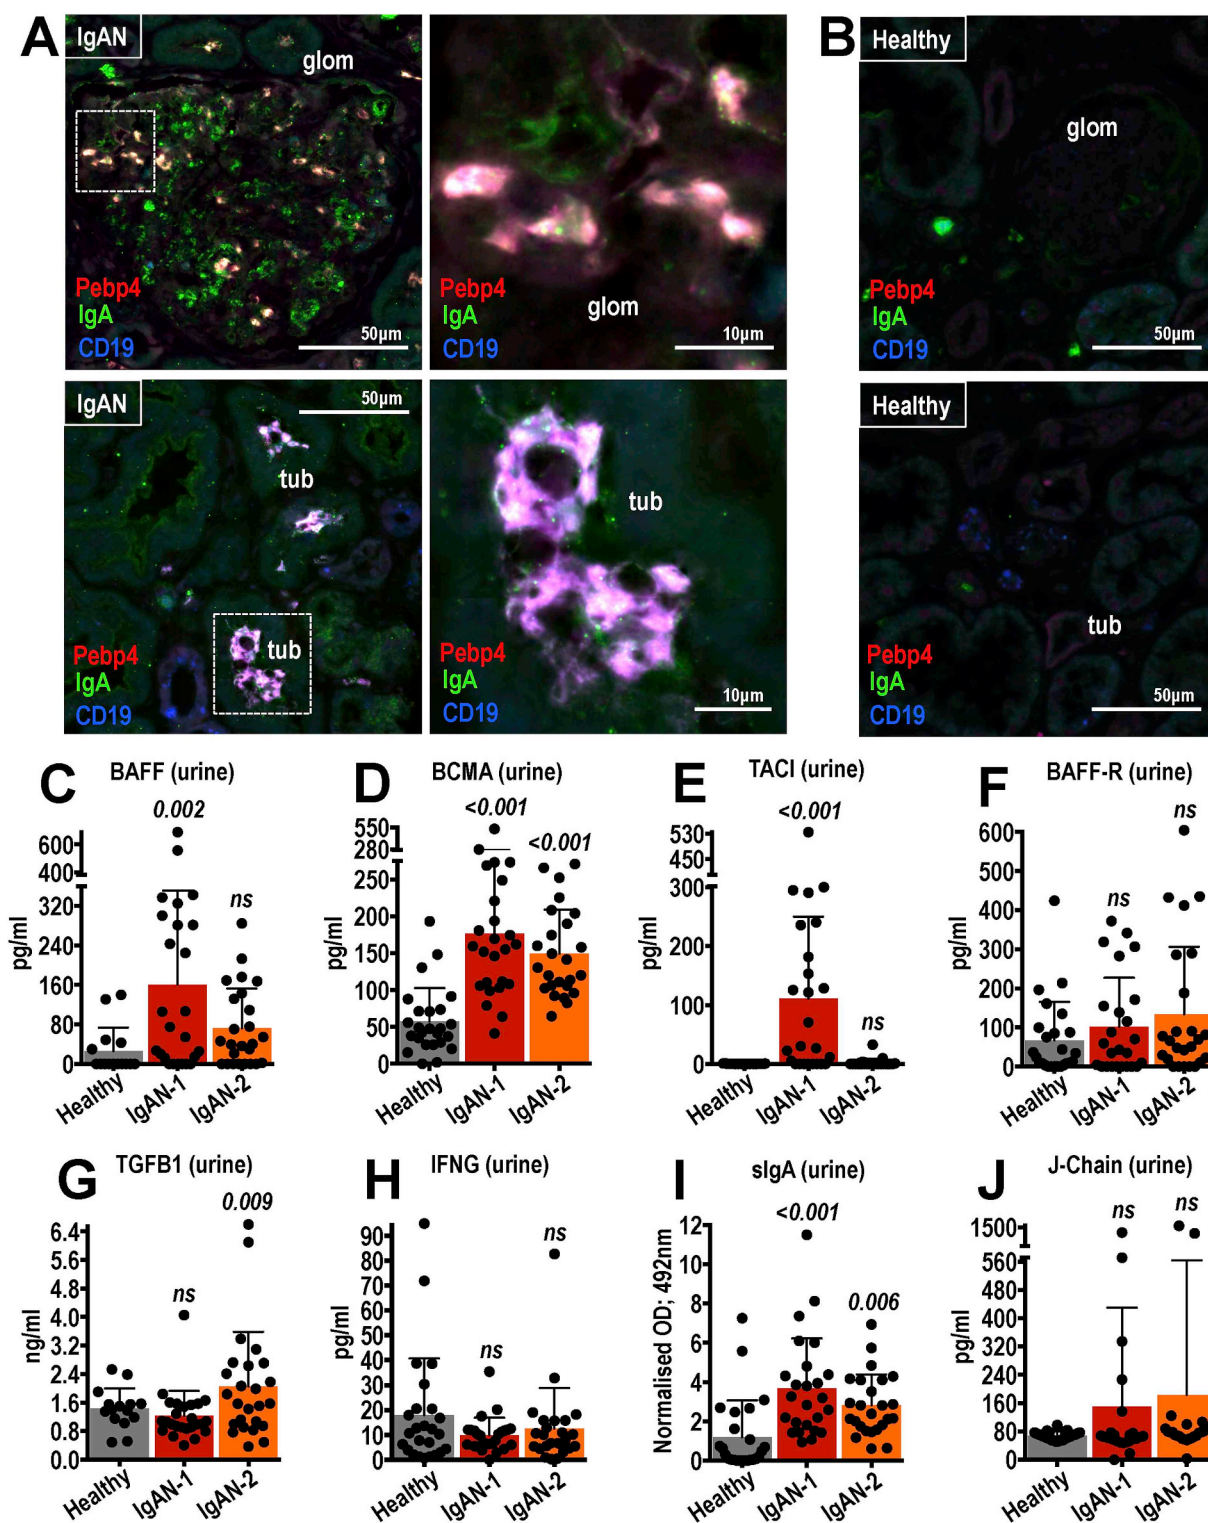 A
IgAN
glom
Pebp4
IgA
CD19
50µm
glom
10µm
B
Healthy
glom
Pebp4
IgA
CD19
50µm
IgAN
50µm
tub
tub
Pebp4
IgA
CD19
tub
Pebp4
IgA
CD19
10µm
Healthy
tub
Pebp4
IgA
CD19
50µm
C
BAFF (urine)
0.002
ns
pg/ml
600
400
320
240
160
80
0
Healthy
IgAN-1
IgAN-2
D
BCMA (urine)
<0.001
<0.001
pg/ml
550
280
250
200
150
100
50
0
Healthy
IgAN-1
IgAN-2
E
TACI (urine)
<0.001
ns
pg/ml
530
450
300
200
100
0
Healthy
IgAN-1
IgAN-2
F
BAFF-R (urine)
ns
ns
pg/ml
600
500
400
300
200
100
0
Healthy
IgAN-1
IgAN-2
G
TGFB1 (urine)
0.009
ns
ng/ml
6.4
5.6
4.8
4.0
3.2
2.4
1.6
0.8
0.0
Healthy
IgAN-1
IgAN-2
H
IFNG (urine)
ns
ns
pg/ml
90
80
70
60
50
40
30
20
10
0
Healthy
IgAN-1
IgAN-2
I
sIgA (urine)
<0.001
0.006
Normalised OD; 492nm
12
10
8
6
4
2
0
Healthy
IgAN-1
IgAN-2
J
J-Chain (urine)
ns
ns
pg/ml
1500
560
480
400
320
240
160
80
0
Healthy
IgAN-1
IgAN-2